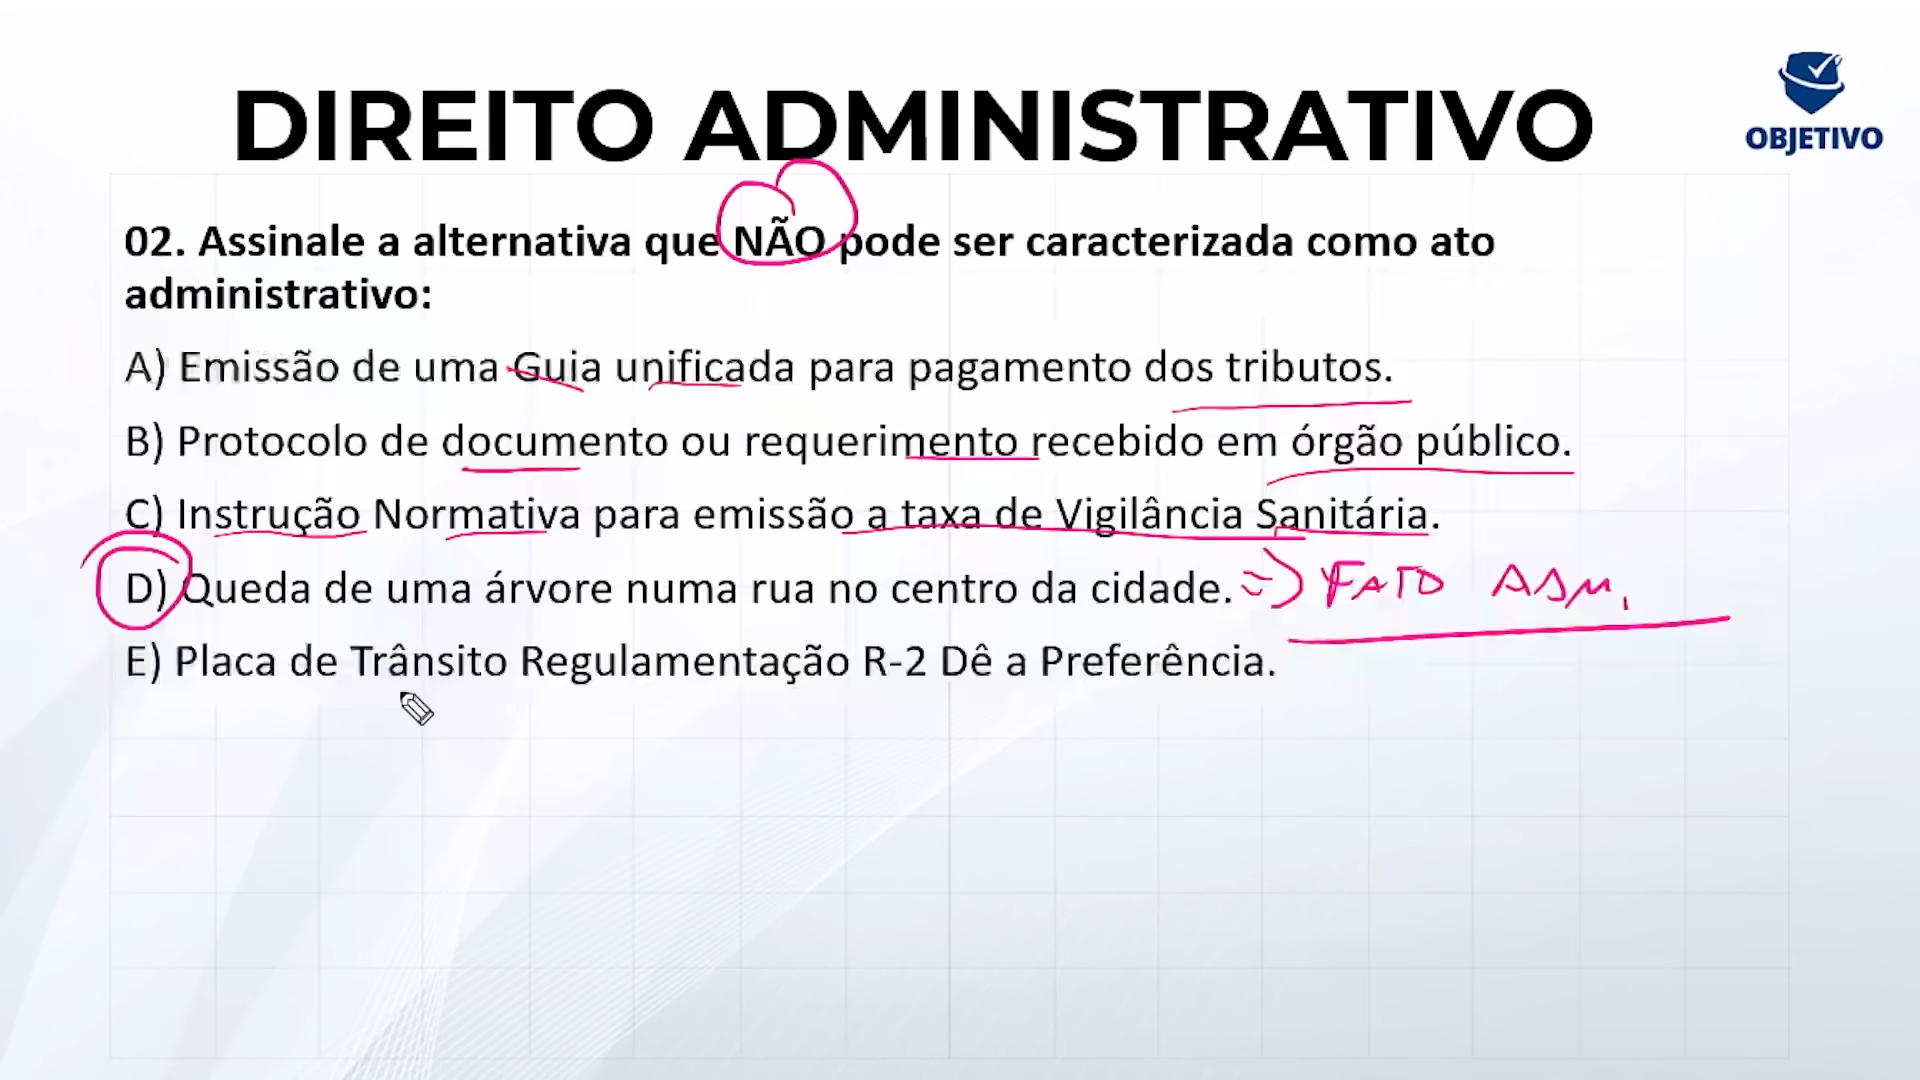 DIREITO ADMINISTRATIVO
OBJETIVO
02. Assinale a alternativa que NÃO pode ser caracterizada como ato
administrativo:
A) Emissão de uma Guia unificada para pagamento dos tributos.
B) Protocolo de documento ou requerimento recebido em órgão público.
C) Instrução Normativa para emissão a taxa de Vigilância Sanitária.
D) Queda de uma árvore numa rua no centro da cidade. => FATO ADM.
E) Placa de Trânsito Regulamentação R-2 Dê a Preferência.